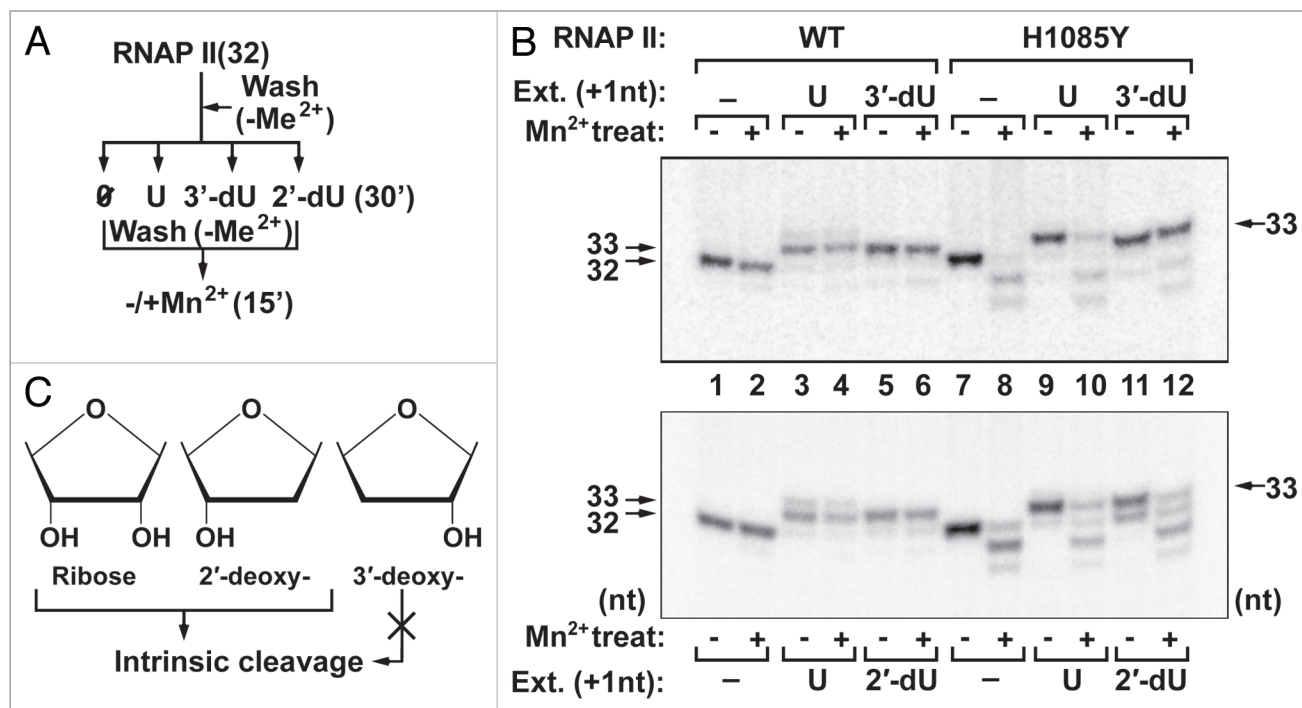 A
RNAP II(32)
Wash
(-Me2+)
0 U 3'-dU 2'-dU (30')
Wash (-Me2+)
-/+Mn2+ (15')
B
RNAP II: WT H1085Y
Ext. (+1nt): – U 3'-dU – U 3'-dU
Mn2+ treat: - + - + - + - + - + - +
33
32
33
1 2 3 4 5 6 7 8 9 10 11 12
33
32
33
(nt) (nt)
Mn2+ treat: - + - + - + - + - + - +
Ext. (+1nt): – U 2'-dU – U 2'-dU
C
O O O
OH OH OH OH
Ribose 2'-deoxy- 3'-deoxy-
Intrinsic cleavage